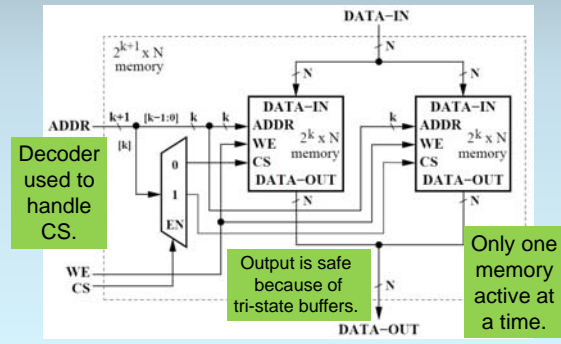 DATA−IN
2^{k+1} x N
memory
N
N
N
k+1
[k−1:0]
k
k
k
ADDR
[k]
DATA−IN
ADDR
WE
CS
2^k x N
memory
DATA−OUT
DATA−IN
ADDR
WE
CS
2^k x N
memory
DATA−OUT
Decoder
used to
handle
CS.
0
1
EN
N
N
WE
CS
Output is safe
because of
tri-state buffers.
Only one
memory
active at
a time.
N
DATA−OUT